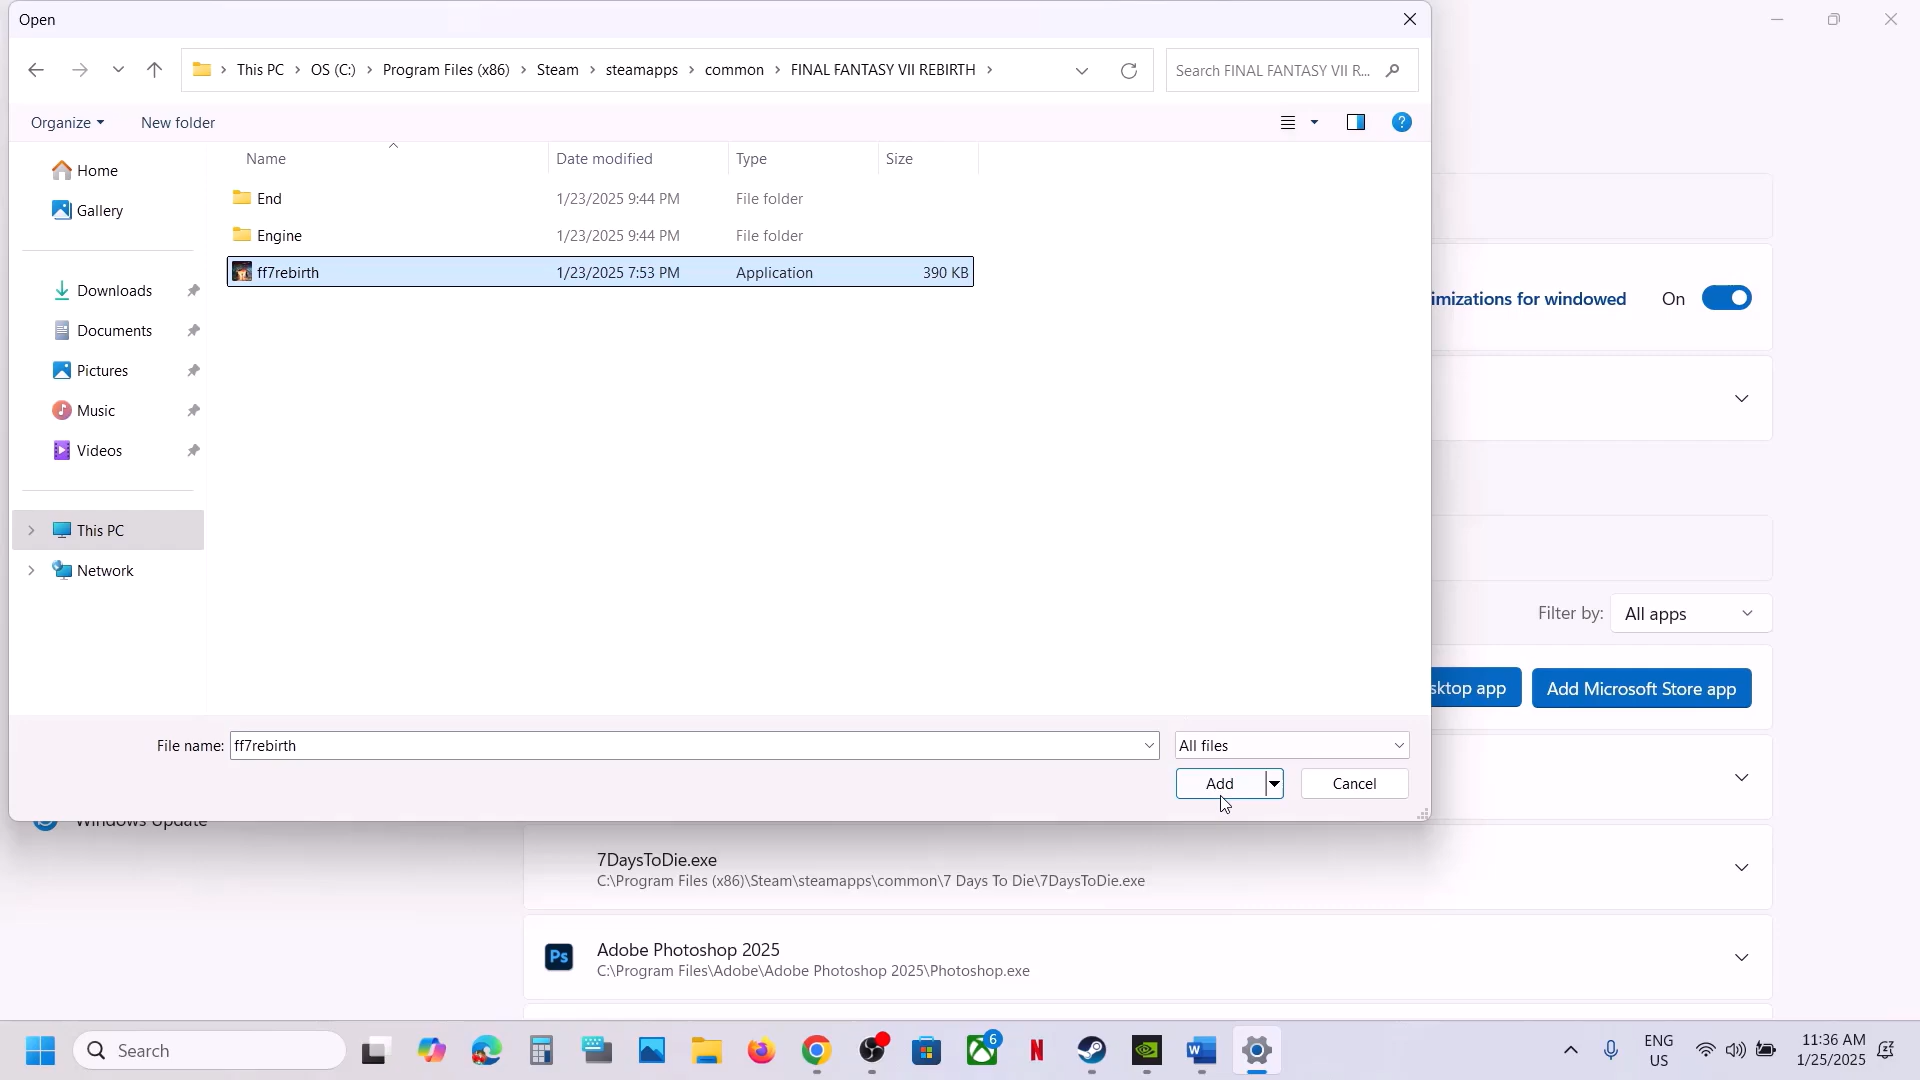 Open
This PC > OS (C:) > Program Files (x86) > Steam > steamapps > common > FINAL FANTASY VII REBIRTH >
Search FINAL FANTASY VII R...
Organize
New folder
?
Home
Gallery
Downloads
Documents
Pictures
Music
Videos
This PC
Network
Name Date modified Type Size
End 1/23/2025 9:44 PM File folder
Engine 1/23/2025 9:44 PM File folder
ff7rebirth 1/23/2025 7:53 PM Application 390 KB
File name: ff7rebirth
All files
Add
Cancel
imizations for windowed
On
Filter by: All apps
sktop app
Add Microsoft Store app
Windows Update
7DaysToDie.exe
C:\Program Files (x86)\Steam\steamapps\common\7 Days To Die\7DaysToDie.exe
Ps
Adobe Photoshop 2025
C:\Program Files\Adobe\Adobe Photoshop 2025\Photoshop.exe
Search
6
N
W
ENG
US
11:36 AM
1/25/2025